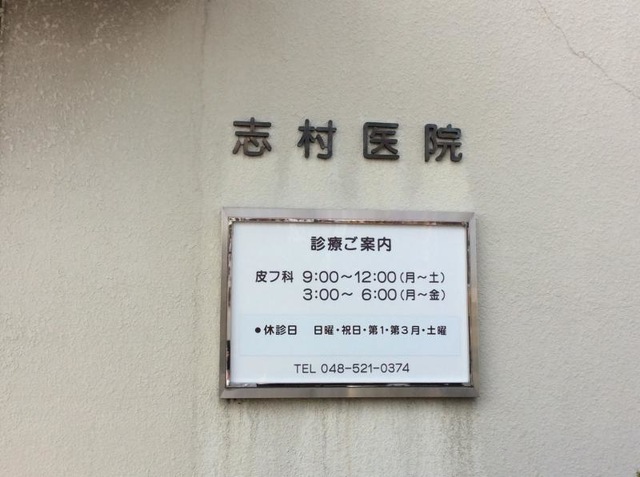 志村医院
診療ご案内
皮フ科 9:00〜12:00(月〜土)
3:00〜 6:00(月〜金)
●休診日 日曜・祝日・第1・第3月・土曜
TEL 048-521-0374